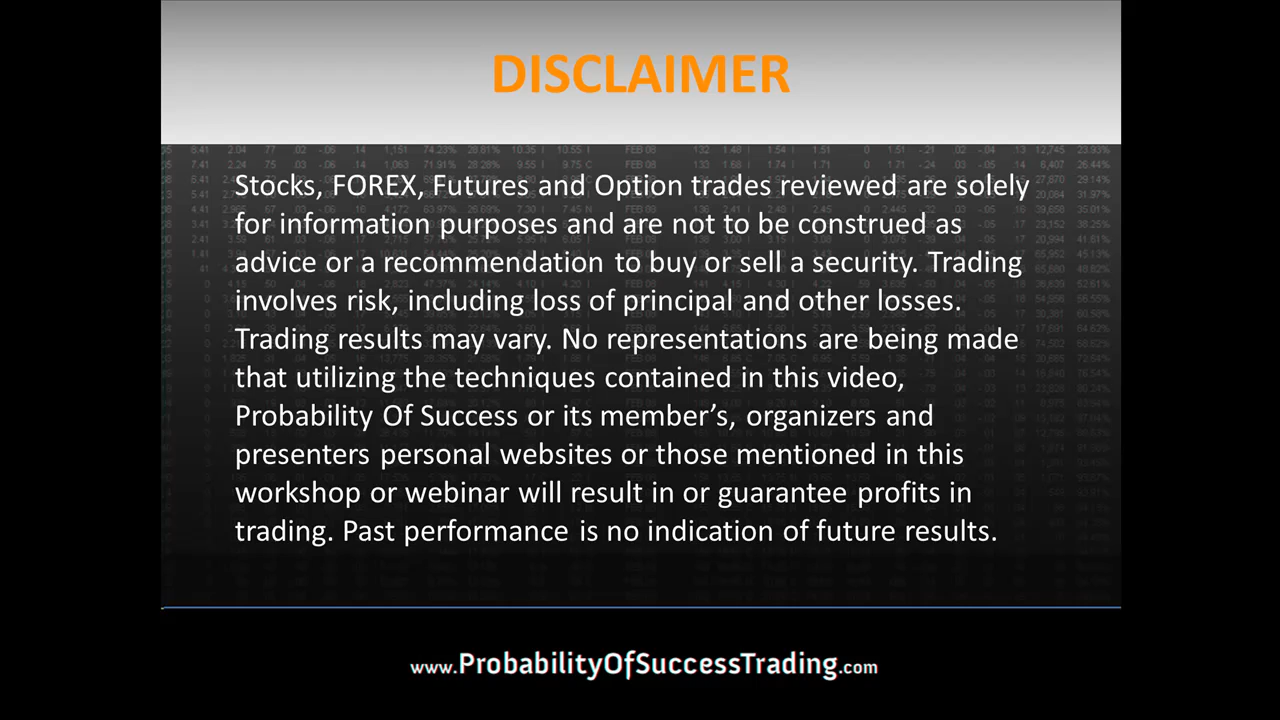 DISCLAIMER
Stocks, FOREX, Futures and Option trades reviewed are solely
for information purposes and are not to be construed as
advice or a recommendation to buy or sell a security. Trading
involves risk, including loss of principal and other losses.
Trading results may vary. No representations are being made
that utilizing the techniques contained in this video,
Probability Of Success or its member’s, organizers and
presenters personal websites or those mentioned in this
workshop or webinar will result in or guarantee profits in
trading. Past performance is no indication of future results.
www.ProbabilityOfSuccessTrading.com